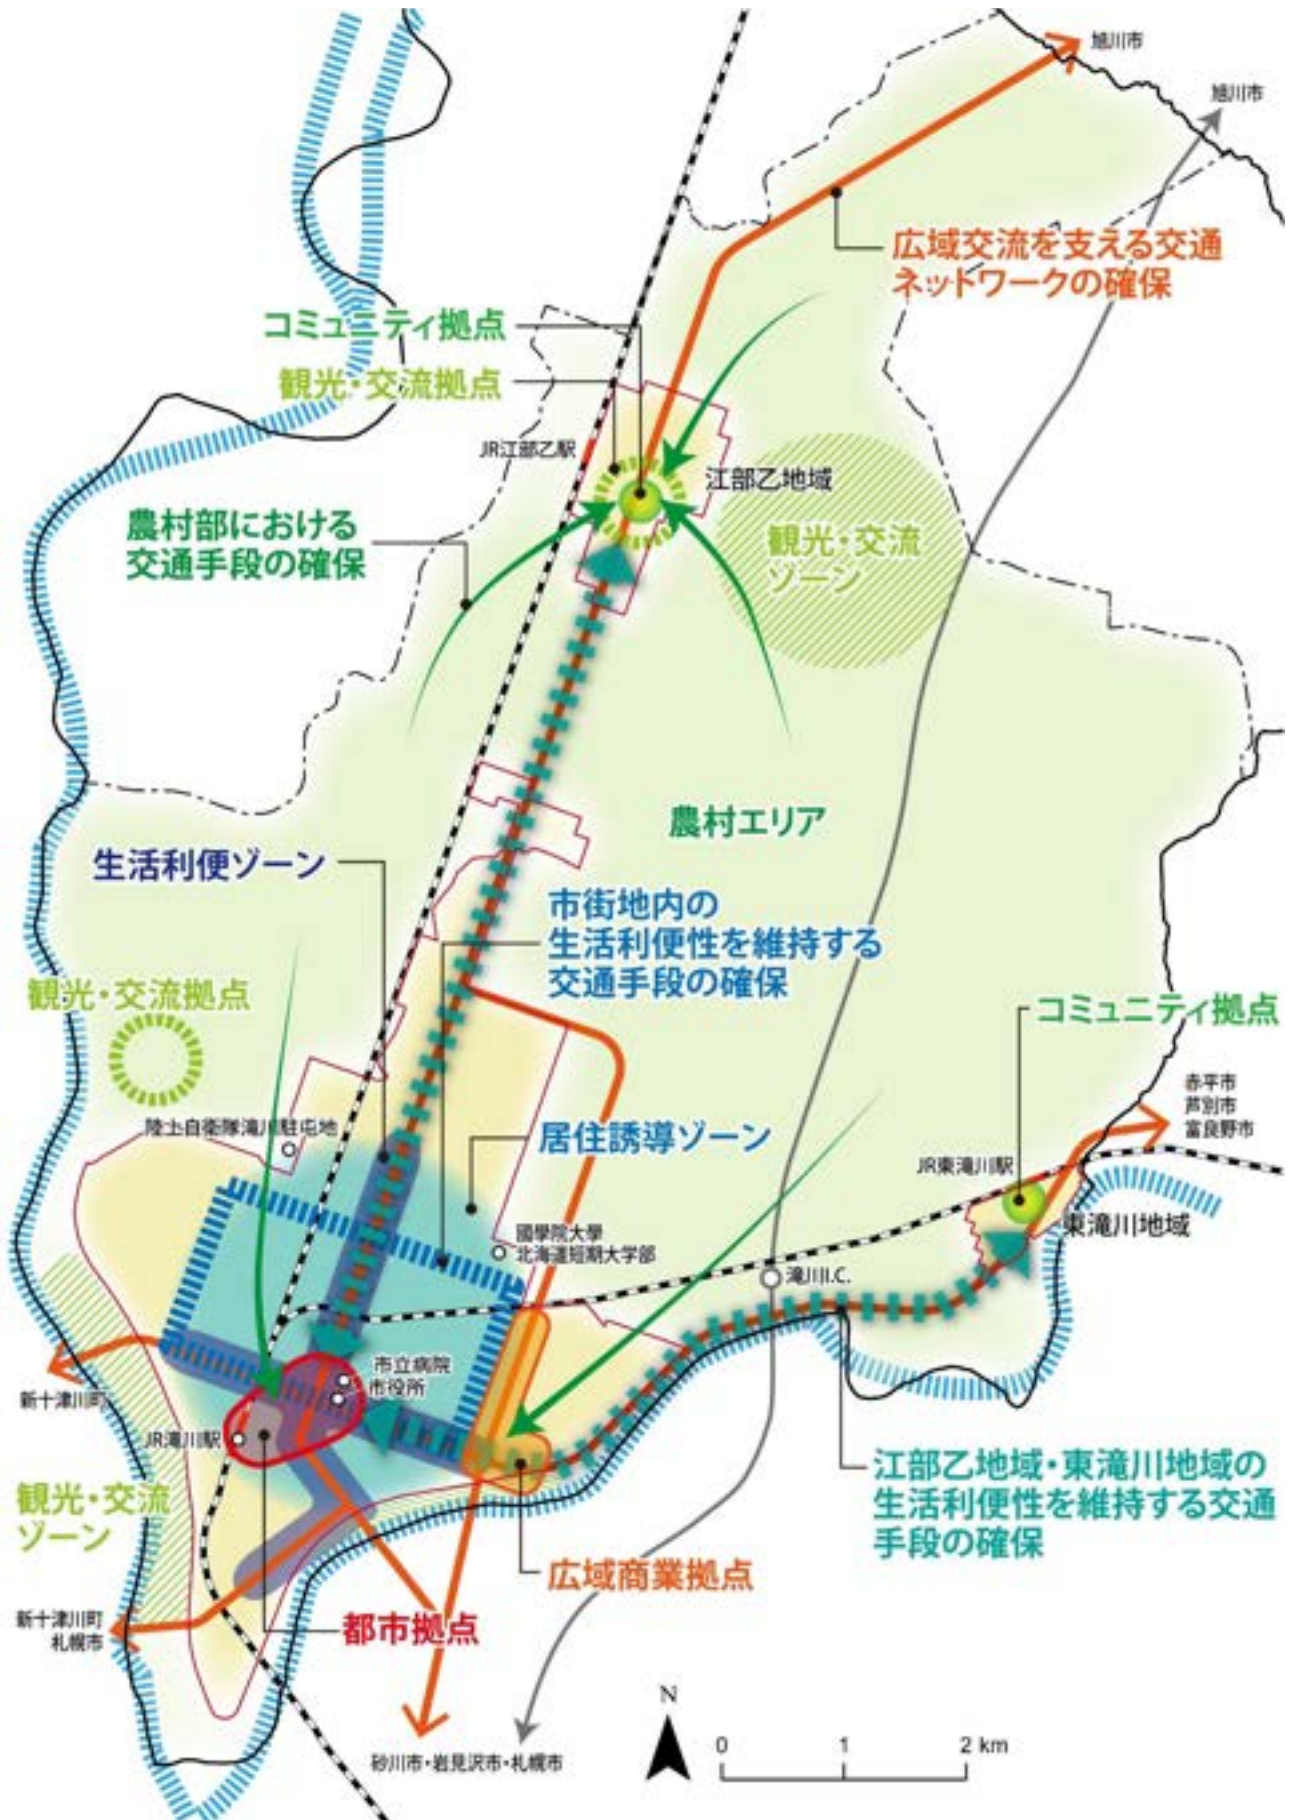 旭川市
旭川市
広域交流を支える交通
ネットワークの確保
コミュニティ拠点
観光・交流拠点
JR江部乙駅
江部乙地域
農村部における
交通手段の確保
観光・交流
ゾーン
農村エリア
生活利便ゾーン
市街地内の
生活利便性を維持する
交通手段の確保
観光・交流拠点
コミュニティ拠点
赤平市
芦別市
富良野市
陸上自衛隊滝川駐屯地
居住誘導ゾーン
JR東滝川駅
東滝川地域
國學院大學
北海道短期大学部
滝川I.C.
市立病院
市役所
新十津川町
JR滝川駅
江部乙地域・東滝川地域の
生活利便性を維持する交通
手段の確保
観光・交流
ゾーン
広域商業拠点
新十津川町
札幌市
都市拠点
砂川市・岩見沢市・札幌市
N
0 1 2 km